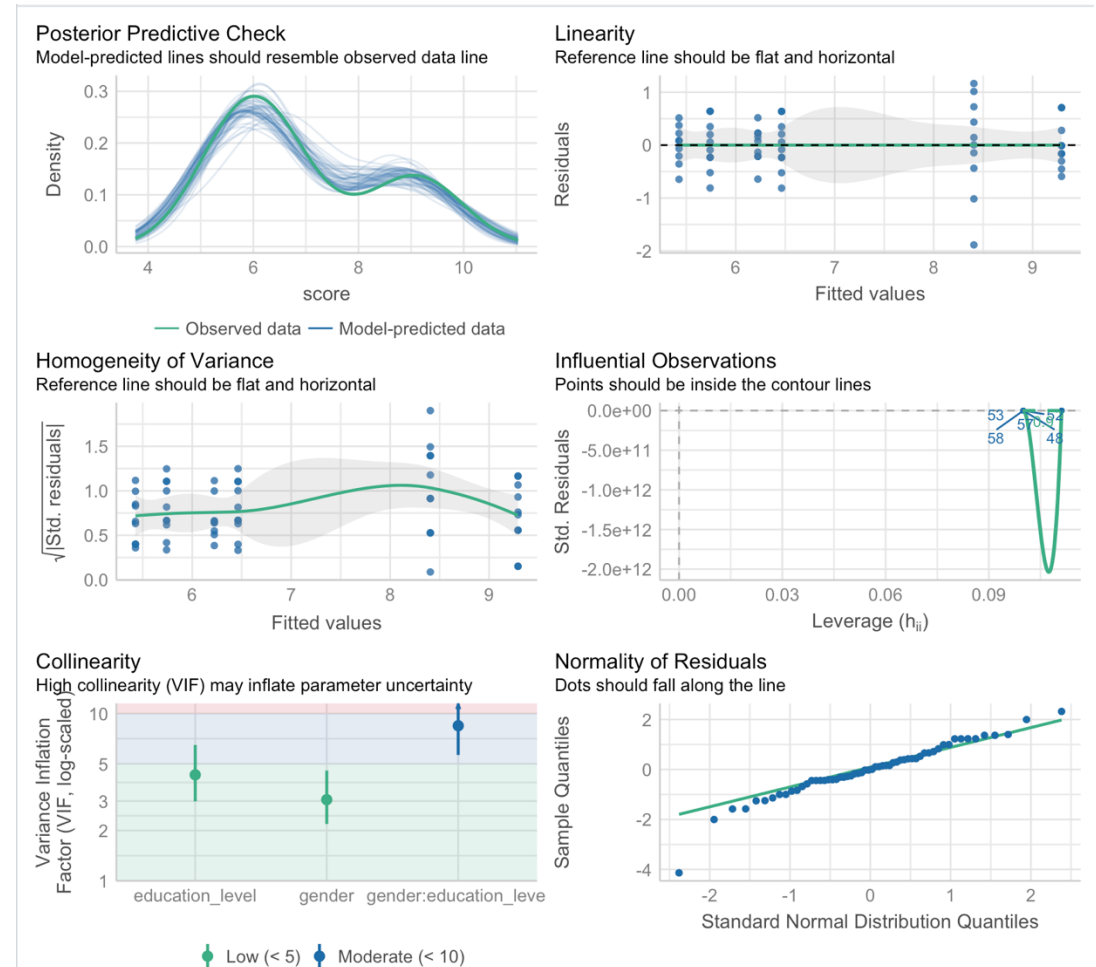 Posterior Predictive Check
Model-predicted lines should resemble observed data line
0.3
0.2
0.1
0.0
Density
4 6 8 10
score
Observed data Model-predicted data
Linearity
Reference line should be flat and horizontal
1
0
-1
-2
Residuals
6 7 8 9
Fitted values
Homogeneity of Variance
Reference line should be flat and horizontal
1.5
1.0
0.5
0.0
√|Std. residuals|
6 7 8 9
Fitted values
Influential Observations
Points should be inside the contour lines
0.0e+00
-5.0e+11
-1.0e+12
-1.5e+12
-2.0e+12
Std. Residuals
53 52
57
58 48
0.00 0.03 0.06 0.09
Leverage (hii)
Collinearity
High collinearity (VIF) may inflate parameter uncertainty
10
5
3
2
1
Variance Inflation
Factor (VIF, log-scaled)
education_level gender gender:education_leve
Low (< 5) Moderate (< 10)
Normality of Residuals
Dots should fall along the line
2
0
-2
-4
Sample Quantiles
-2 -1 0 1 2
Standard Normal Distribution Quantiles